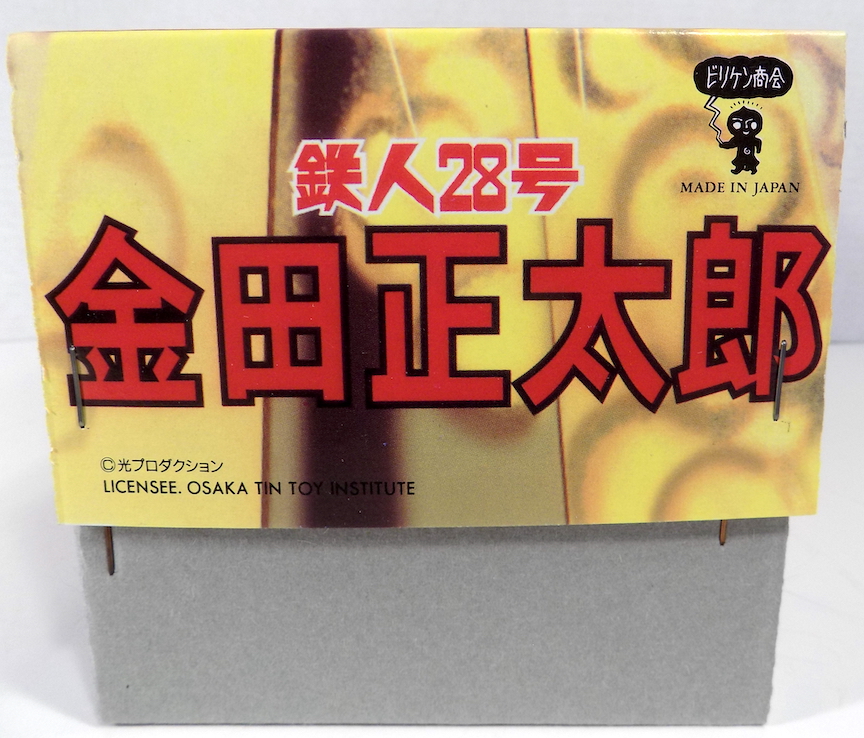 ビリケン商会
MADE IN JAPAN
鉄人28号
金田正太郎
©光プロダクション
LICENSEE. OSAKA TIN TOY INSTITUTE